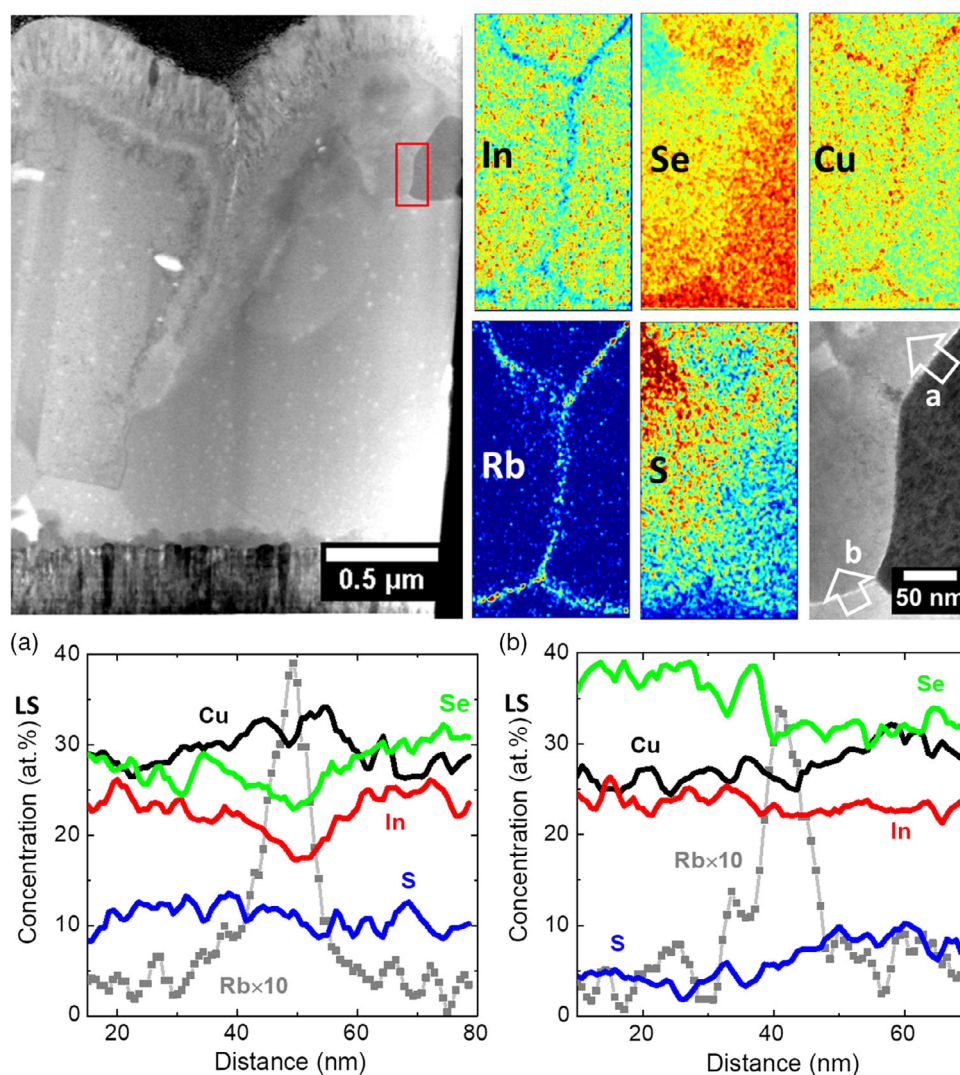 In
Se
Cu
0.5 µm
Rb
S
a
b
50 nm
(a)
40
30
20
10
0
LS
Concentration (at.%)
Cu
Se
In
S
Rb×10
20
40
60
80
Distance (nm)
(b)
40
30
20
10
0
LS
Concentration (at.%)
Se
Cu
In
Rb×10
S
20
40
60
Distance (nm)